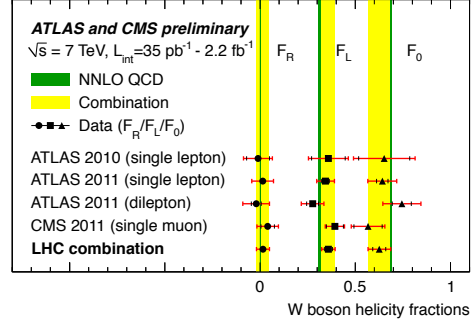 ATLAS and CMS preliminary
√s = 7 TeV, L_int=35 pb⁻¹ - 2.2 fb⁻¹ F_R F_L F_0
NNLO QCD
Combination
Data (F_R/F_L/F_0)
ATLAS 2010 (single lepton)
ATLAS 2011 (single lepton)
ATLAS 2011 (dilepton)
CMS 2011 (single muon)
LHC combination
0 0.5 1
W boson helicity fractions